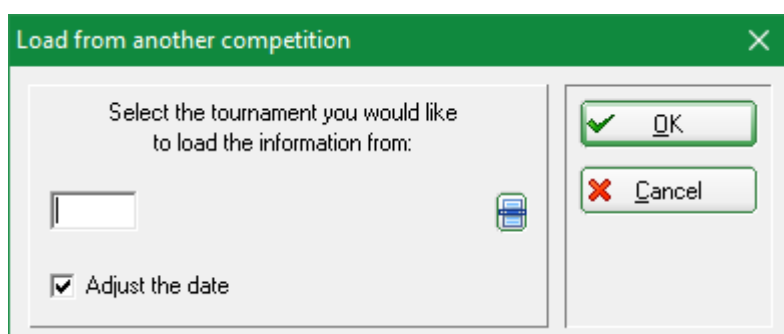 Load from another competition
Select the tournament you would like
to load the information from:
OK
Cancel
Adjust the date